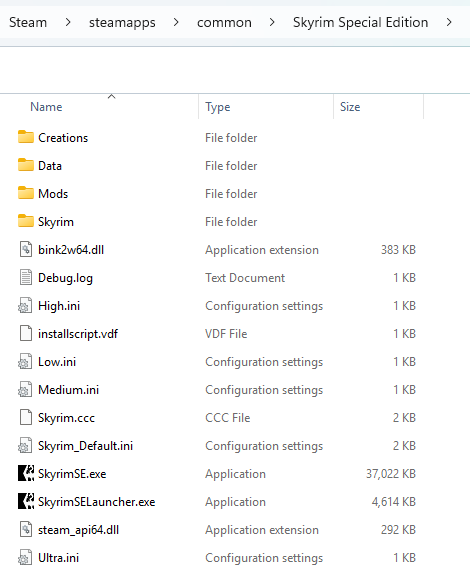 Steam > steamapps > common > Skyrim Special Edition >
Name Type Size
Creations File folder
Data File folder
Mods File folder
Skyrim File folder
bink2w64.dll Application extension 383 KB
Debug.log Text Document 1 KB
High.ini Configuration settings 1 KB
installscript.vdf VDF File 1 KB
Low.ini Configuration settings 1 KB
Medium.ini Configuration settings 1 KB
Skyrim.ccc CCC File 2 KB
Skyrim_Default.ini Configuration settings 2 KB
SkyrimSE.exe Application 37,022 KB
SkyrimSELauncher.exe Application 4,614 KB
steam_api64.dll Application extension 292 KB
Ultra.ini Configuration settings 1 KB